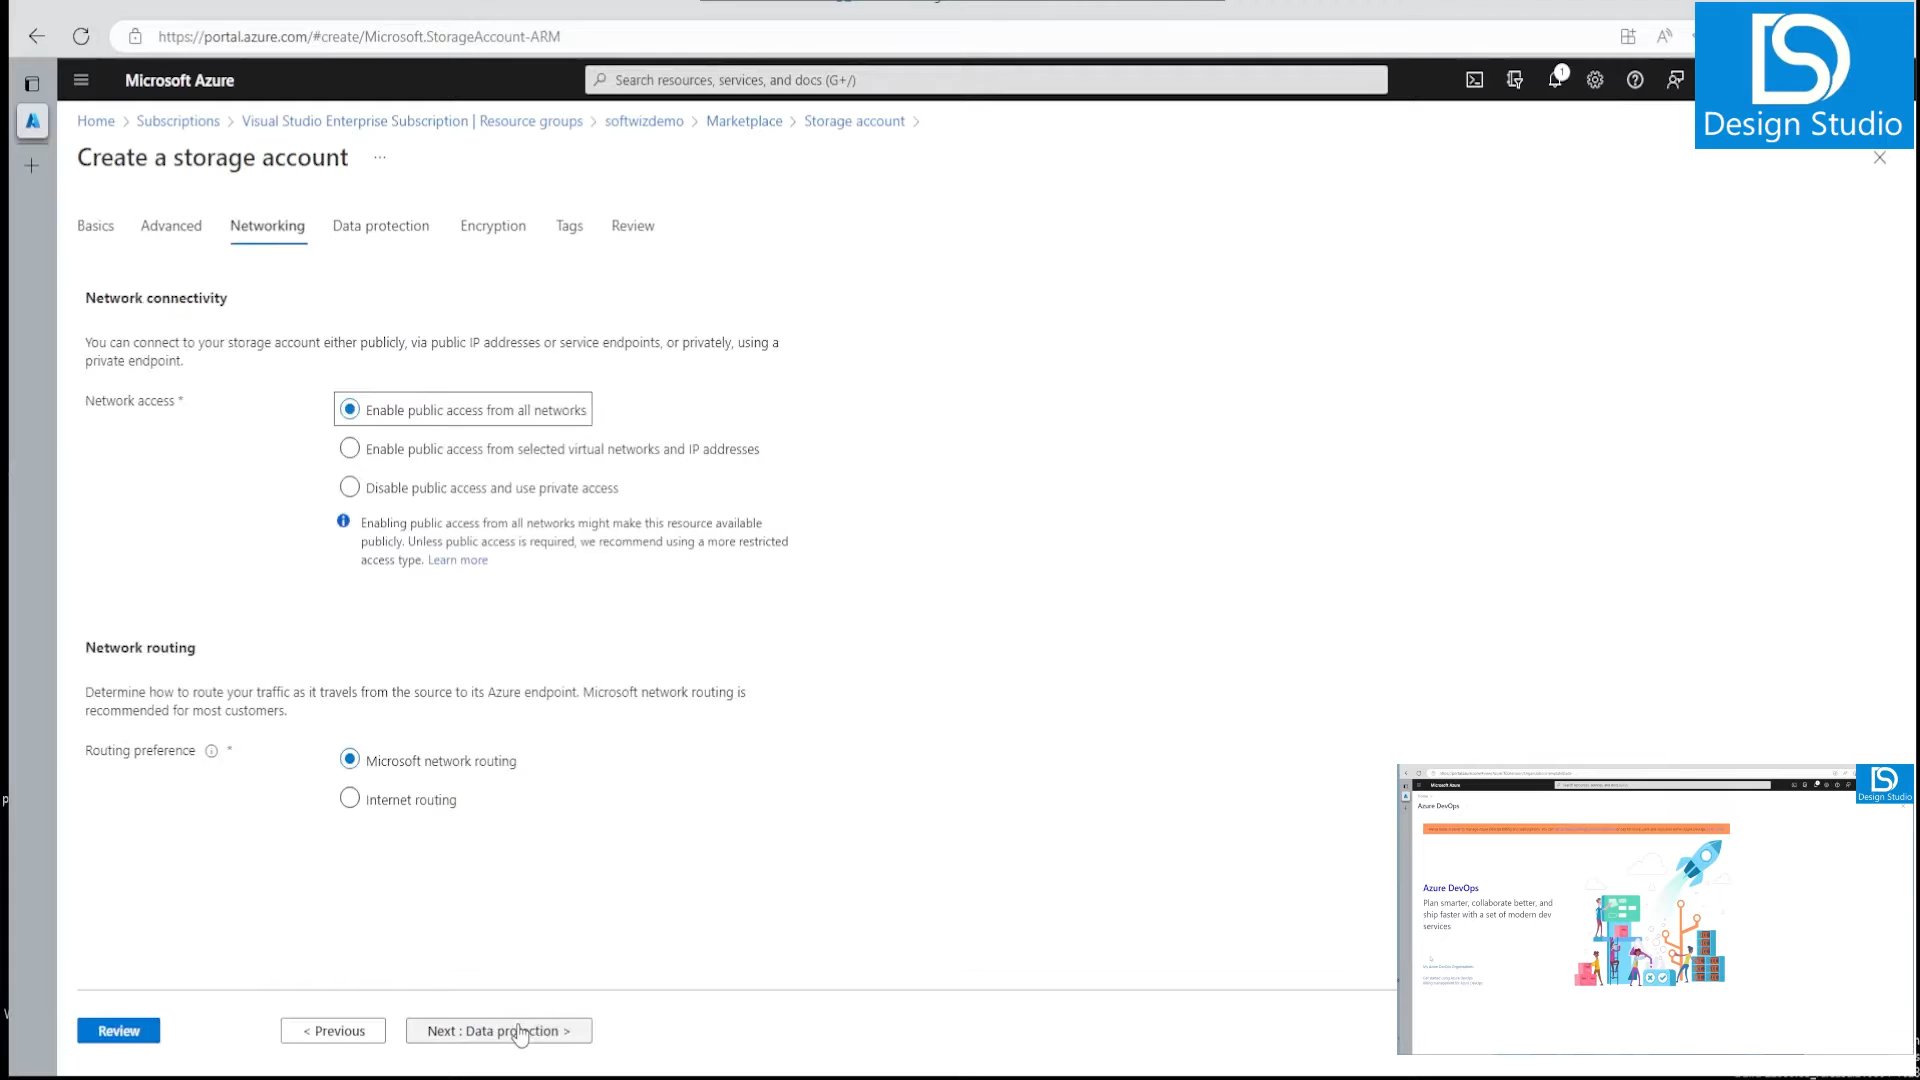 https://portal.azure.com/#create/Microsoft.StorageAccount-ARM
Microsoft Azure
Search resources, services, and docs (G+/)
1
Design Studio
Home > Subscriptions > Visual Studio Enterprise Subscription | Resource groups > softwizdemo > Marketplace > Storage account >
Create a storage account ...
Basics Advanced Networking Data protection Encryption Tags Review
Network connectivity
You can connect to your storage account either publicly, via public IP addresses or service endpoints, or privately, using a
private endpoint.
Network access *
Enable public access from all networks
Enable public access from selected virtual networks and IP addresses
Disable public access and use private access
Enabling public access from all networks might make this resource available
publicly. Unless public access is required, we recommend using a more restricted
access type. Learn more
Network routing
Determine how to route your traffic as it travels from the source to its Azure endpoint. Microsoft network routing is
recommended for most customers.
Routing preference *
Microsoft network routing
Internet routing
Review
< Previous
Next : Data protection >
Microsoft Azure
Design Studio
Azure DevOps
Azure DevOps
Plan smarter, collaborate better, and
ship faster with a set of modern dev
services